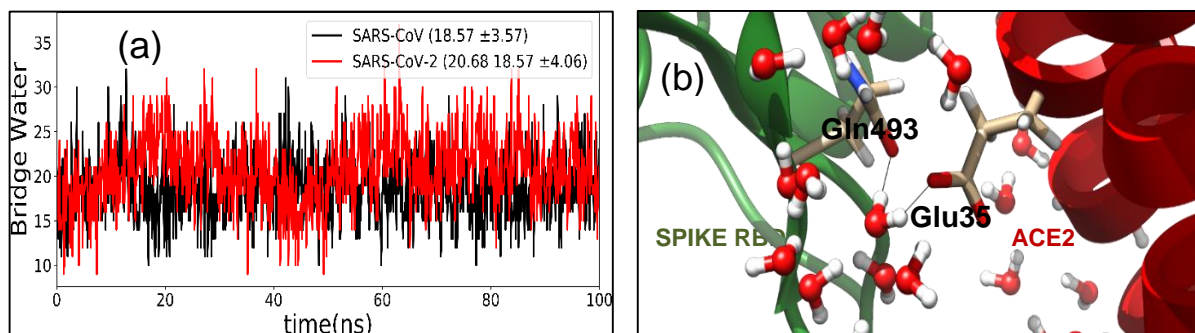 (a)
SARS-CoV (18.57 ±3.57)
SARS-CoV-2 (20.68 18.57 ±4.06)
Bridge Water
35
30
25
20
15
10
0 20 40 60 80 100
time(ns)
(b)
Gln493
Glu35
SPIKE RBD
ACE2